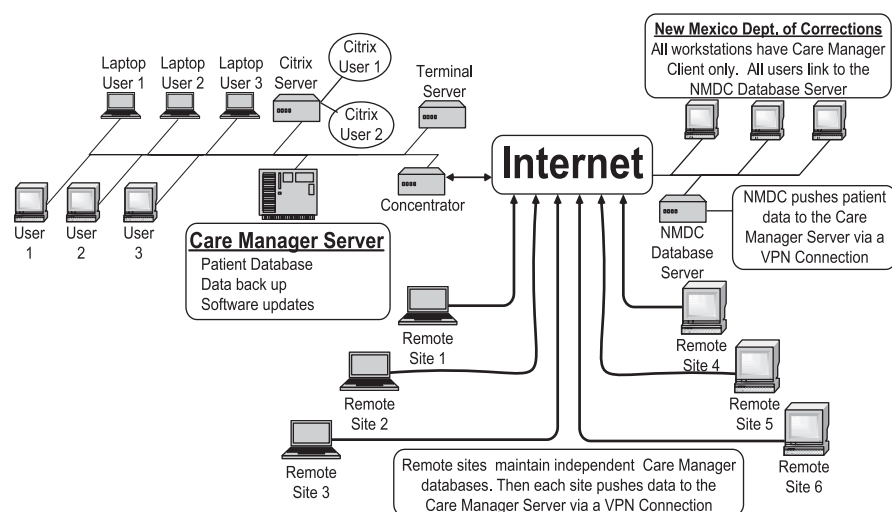 Laptop
User 1
Laptop
User 2
Laptop
User 3
Citrix
Server
Citrix
User 1
Citrix
User 2
Terminal
Server
New Mexico Dept. of Corrections
All workstations have Care Manager
Client only. All users link to the
NMDC Database Server
Internet
Concentrator
User
1
User
2
User
3
Care Manager Server
Patient Database
Data back up
Software updates
NMDC
Database
Server
NMDC pushes patient
data to the Care
Manager Server via a
VPN Connection
Remote
Site 1
Remote
Site 2
Remote
Site 3
Remote
Site 4
Remote
Site 5
Remote
Site 6
Remote sites maintain independent Care Manager
databases. Then each site pushes data to the
Care Manager Server via a VPN Connection